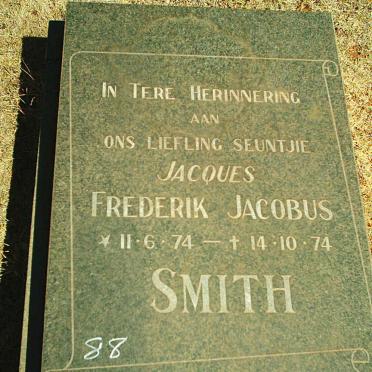 IN TERE HERINNERING
AAN
ONS LIEFLING SEUNTJIE
JACQUES
FREDERIK JACOBUS
* 11·6·74 — † 14·10·74
SMITH
88